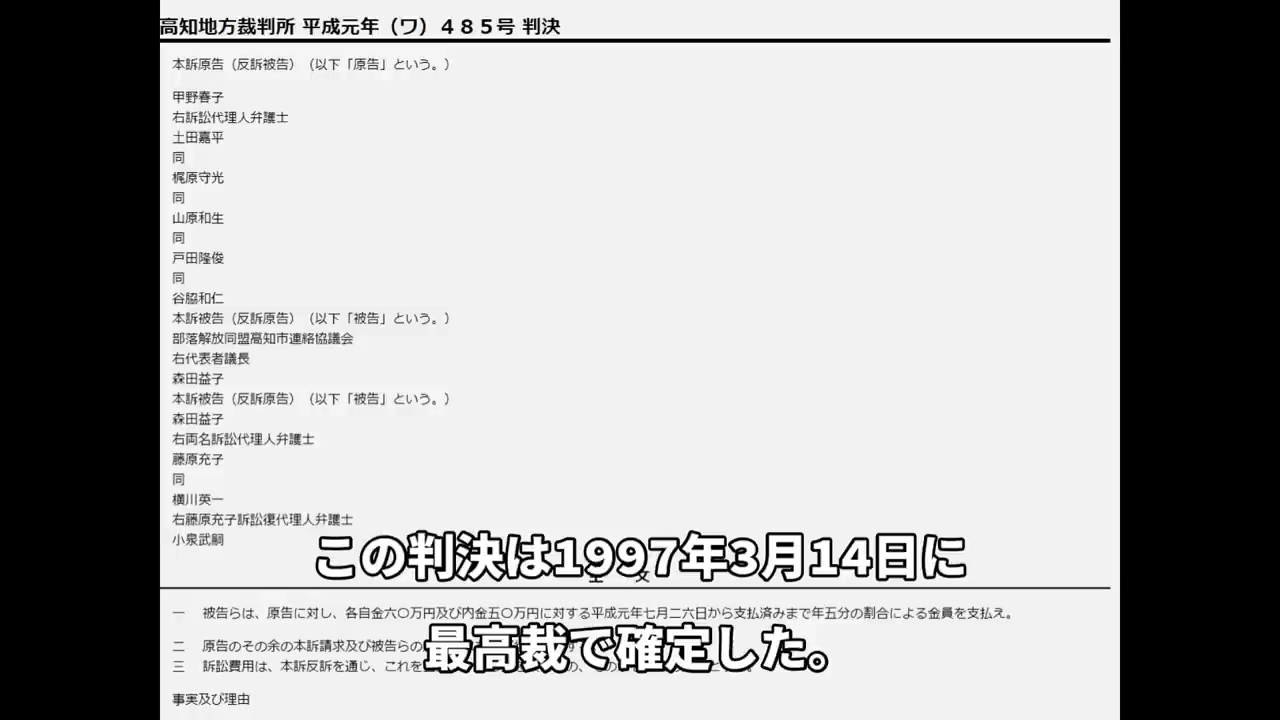 高知地方裁判所 平成元年（ワ）４８５号 判決
本訴原告（反訴被告）（以下「原告」という。）
甲野春子
右訴訟代理人弁護士
土田嘉平
同
梶原守光
同
山原和生
同
戸田隆俊
同
谷脇和仁
本訴被告（反訴原告）（以下「被告」という。）
部落解放同盟高知市連絡協議会
右代表者議長
森田益子
本訴被告（反訴原告）（以下「被告」という。）
森田益子
右両名訴訟代理人弁護士
藤原充子
同
横川英一
右藤原充子訴訟復代理人弁護士
小泉武嗣
この判決は1997年3月14日に
一 被告らは、原告に対し、各自金六〇万円及び内金五〇万円に対する平成元年七月二六日から支払済みまで年五分の割合による金員を支払え。
二 原告のその余の本訴請求及び被告らの
最高裁で確定した。
三 訴訟費用は、本訴反訴を通じ、これを
事実及び理由